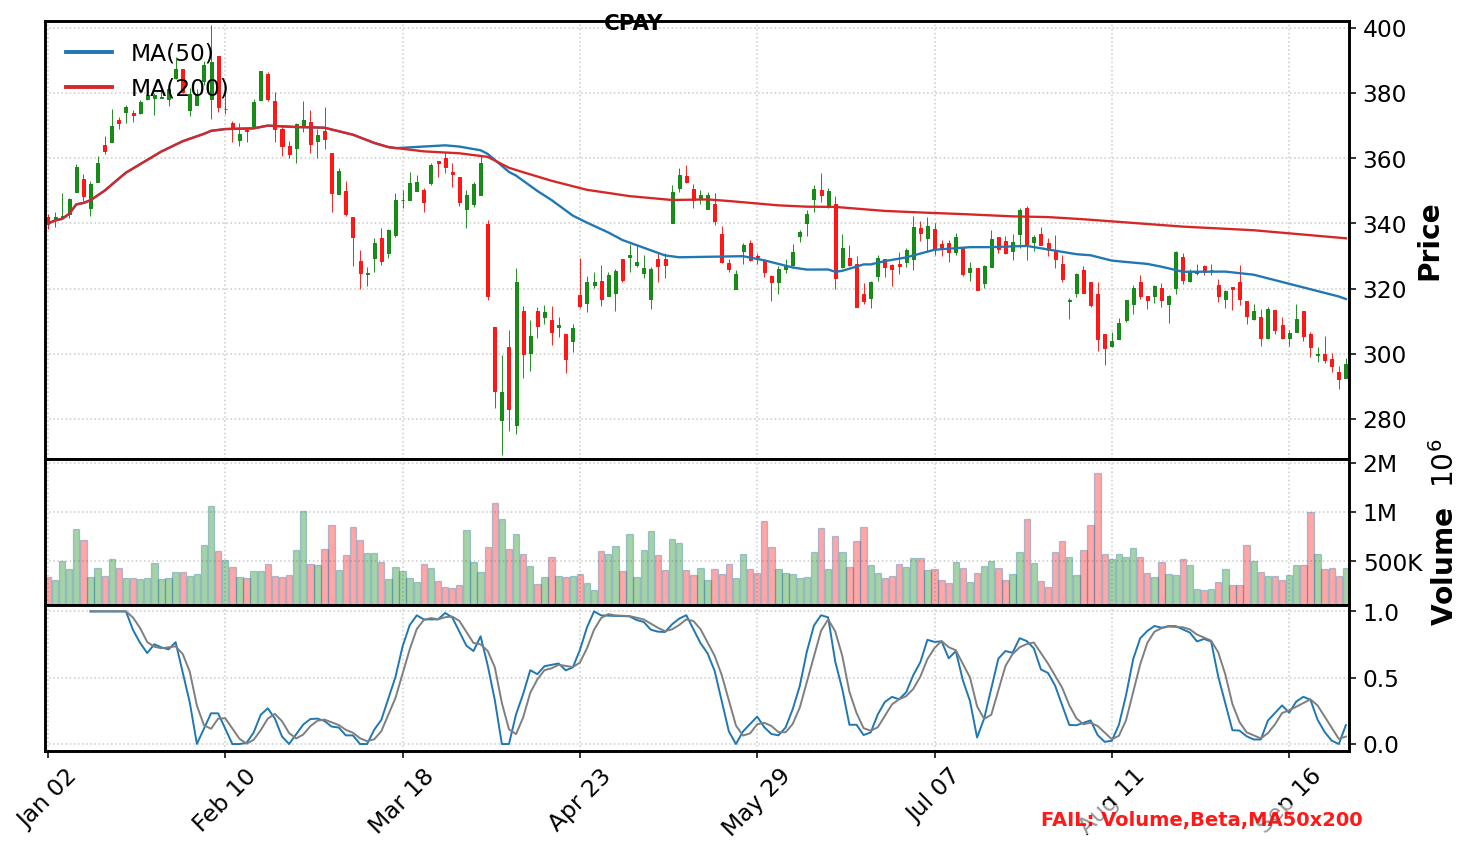 CPAY
MA(50)
MA(200)
400
380
360
340
320
300
280
Price
2M
1M
500K
Volume 10^6
1.0
0.5
0.0
Jan 02
Feb 10
Mar 18
Apr 23
May 29
Jul 07
Aug 11
Sep 16
FAIL: Volume,Beta,MA50x200